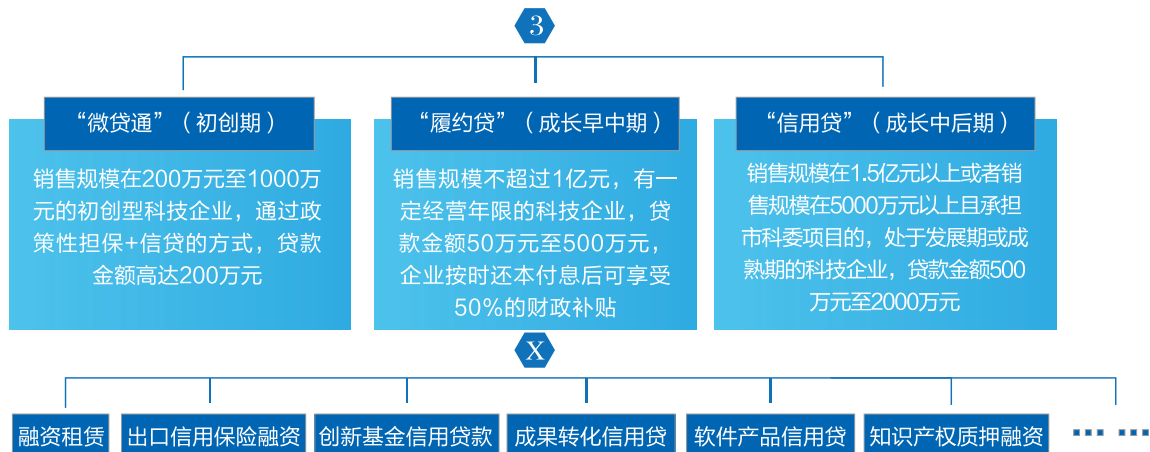 3
“微贷通”（初创期）
销售规模在200万元至1000万
元的初创型科技企业，通过政
策性担保+信贷的方式，贷款
金额高达200万元
“履约贷”（成长早中期）
销售规模不超过1亿元，有一
定经营年限的科技企业，贷
款金额50万元至500万元，
企业按时还本付息后可享受
50%的财政补贴
“信用贷”（成长中后期）
销售规模在1.5亿元以上或者销
售规模在5000万元以上且承担
市科委项目的，处于发展期或成
熟期的科技企业，贷款金额500
万元至2000万元
X
融资租赁
出口信用保险融资
创新基金信用贷款
成果转化信用贷
软件产品信用贷
知识产权质押融资
……